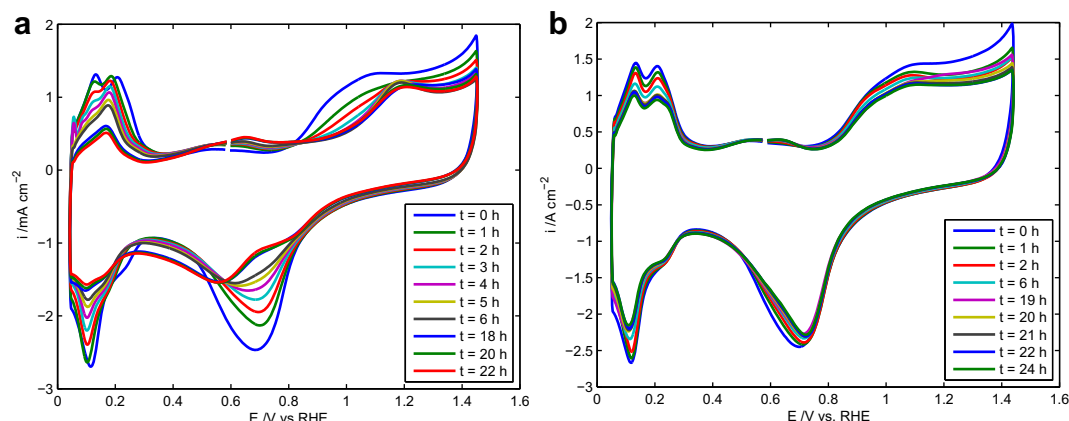 a
2
1
0
−1
−2
−3
i /mA cm⁻²
0
0.2
0.4
0.6
0.8
1
1.2
1.4
1.6
E /V vs RHE
t = 0 h
t = 1 h
t = 2 h
t = 3 h
t = 4 h
t = 5 h
t = 6 h
t = 18 h
t = 20 h
t = 22 h
b
2.0
1.5
1.0
0.5
0.0
−0.5
−1
−1.5
−2
−2.5
−3
i /A cm⁻²
0
0.2
0.4
0.6
0.8
1
1.2
1.4
1.6
E /V vs. RHE
t = 0 h
t = 1 h
t = 2 h
t = 6 h
t = 19 h
t = 20 h
t = 21 h
t = 22 h
t = 24 h